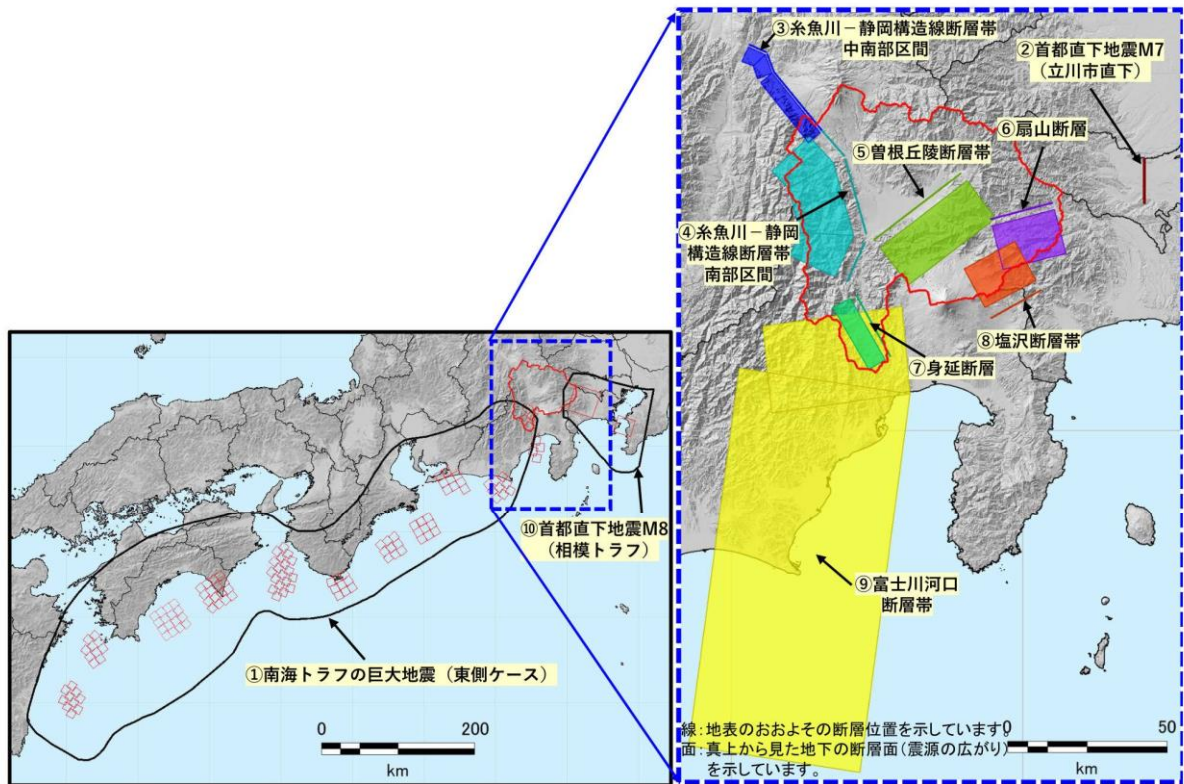 ③糸魚川－静岡構造線断層帯
中南部区間
②首都直下地震M7
（立川市直下）
⑥扇山断層
⑤曽根丘陵断層帯
④糸魚川－静岡
構造線断層帯
南部区間
⑧塩沢断層帯
⑦身延断層
⑩首都直下地震M8
（相模トラフ）
⑨富士川河口
断層帯
①南海トラフの巨大地震（東側ケース）
0 200
km
線：地表のおおよその断層位置を示しています。
面：真上から見た地下の断層面（震源の広がり）
を示しています。
0 50
km